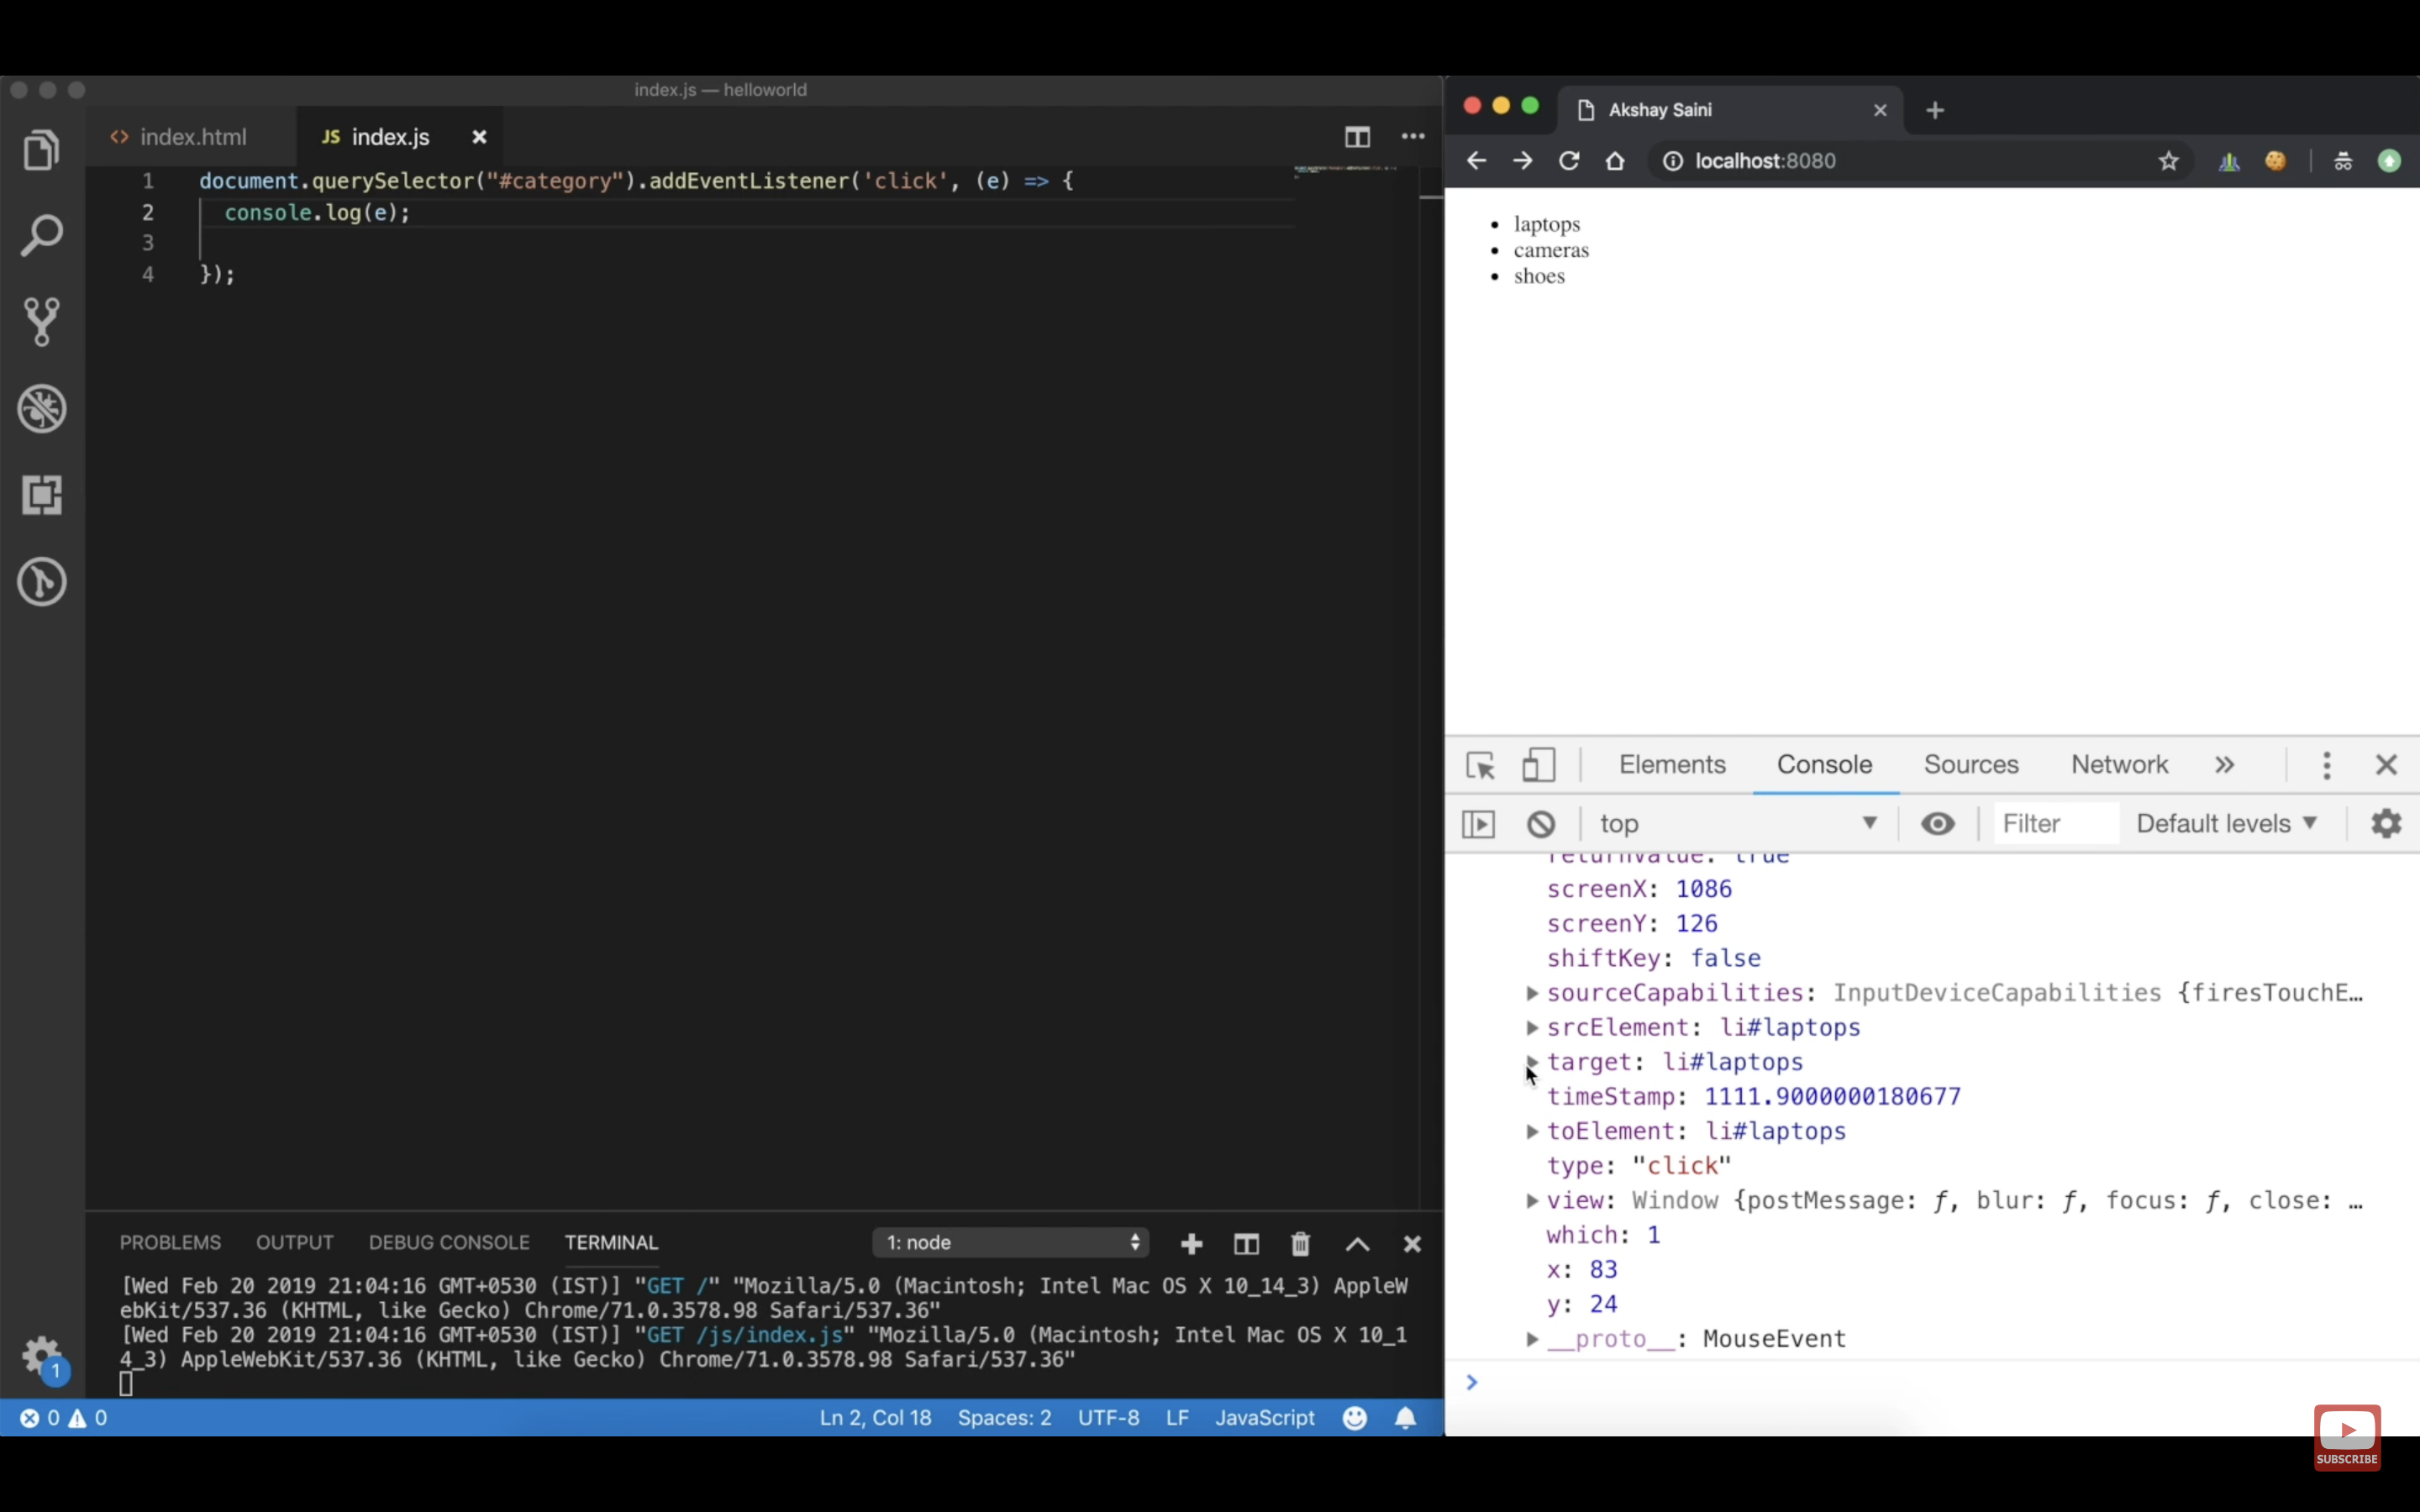 index.js — helloworld
index.html
JS index.js
1 document.querySelector("#category").addEventListener('click', (e) => {
2 console.log(e);
3
4 });
PROBLEMS OUTPUT DEBUG CONSOLE TERMINAL 1: node
[Wed Feb 20 2019 21:04:16 GMT+0530 (IST)] "GET /" "Mozilla/5.0 (Macintosh; Intel Mac OS X 10_14_3) AppleW
ebKit/537.36 (KHTML, like Gecko) Chrome/71.0.3578.98 Safari/537.36"
[Wed Feb 20 2019 21:04:16 GMT+0530 (IST)] "GET /js/index.js" "Mozilla/5.0 (Macintosh; Intel Mac OS X 10_1
4_3) AppleWebKit/537.36 (KHTML, like Gecko) Chrome/71.0.3578.98 Safari/537.36"
1
0 0 Ln 2, Col 18 Spaces: 2 UTF-8 LF JavaScript
Akshay Saini
localhost:8080
laptops
cameras
shoes
Elements Console Sources Network
top Filter Default levels
returnValue: true
screenX: 1086
screenY: 126
shiftKey: false
sourceCapabilities: InputDeviceCapabilities {firesTouchE…
srcElement: li#laptops
target: li#laptops
timeStamp: 1111.9000000180677
toElement: li#laptops
type: "click"
view: Window {postMessage: ƒ, blur: ƒ, focus: ƒ, close: …
which: 1
x: 83
y: 24
__proto__: MouseEvent
SUBSCRIBE